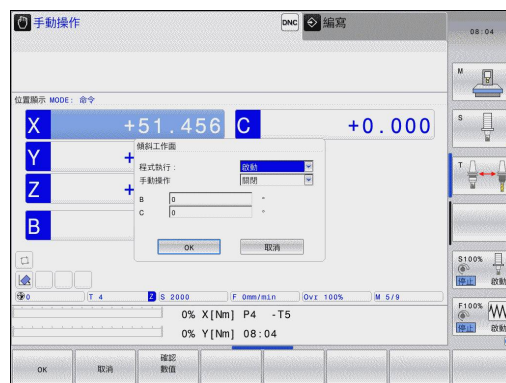 手動操作
DNC
編寫
08:04
位置顯示 MODE: 命令
X +51.456 C +0.000
Y +
Z +
B
傾斜工作面
程式執行: 啟動
手動操作 關閉
B 0 °
C 0 °
OK 取消
M
S
T
0 T 4 Z S 2000 F 0mm/min Ovr 100% M 5/9
0% X[Nm] P4 -T5
0% Y[Nm] 08:04
S100%
停止 啟動
F100%
停止 啟動
OK 取消 確認 數值